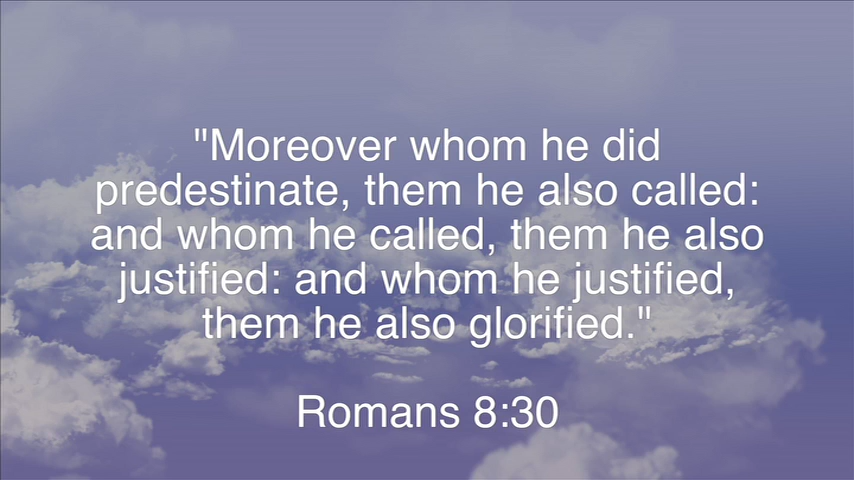 "Moreover whom he did
predestinate, them he also called:
and whom he called, them he also
justified: and whom he justified,
them he also glorified."
Romans 8:30